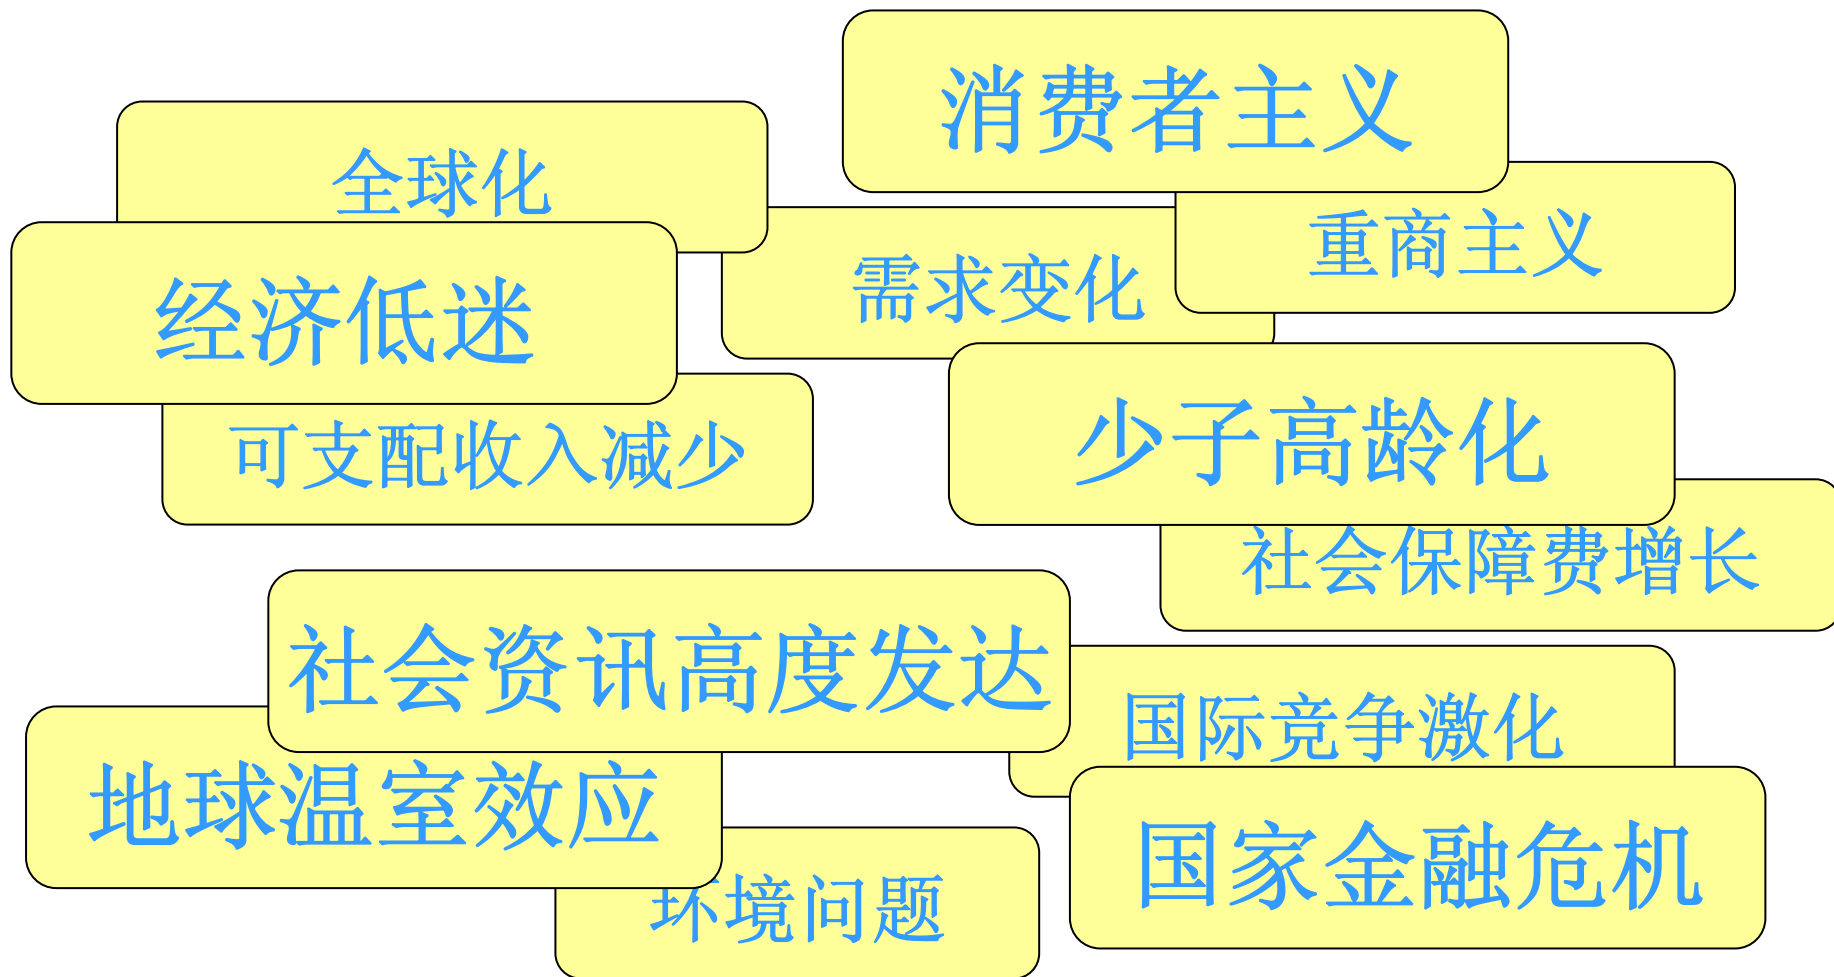 消费者主义
全球化
重商主义
需求变化
经济低迷
可支配收入减少
少子高龄化
社会保障费增长
社会资讯高度发达
国际竞争激化
地球温室效应
国家金融危机
环境问题